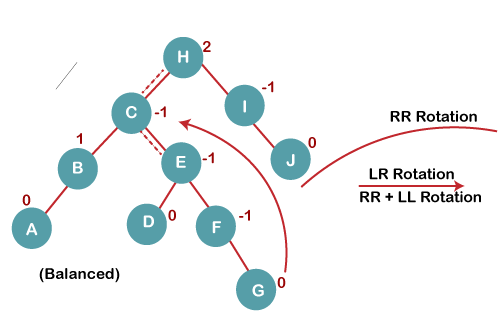 H 2
C -1
I -1
RR Rotation
B 1
E -1
J 0
LR Rotation
RR + LL Rotation
A 0
D 0
F -1
(Balanced)
G 0